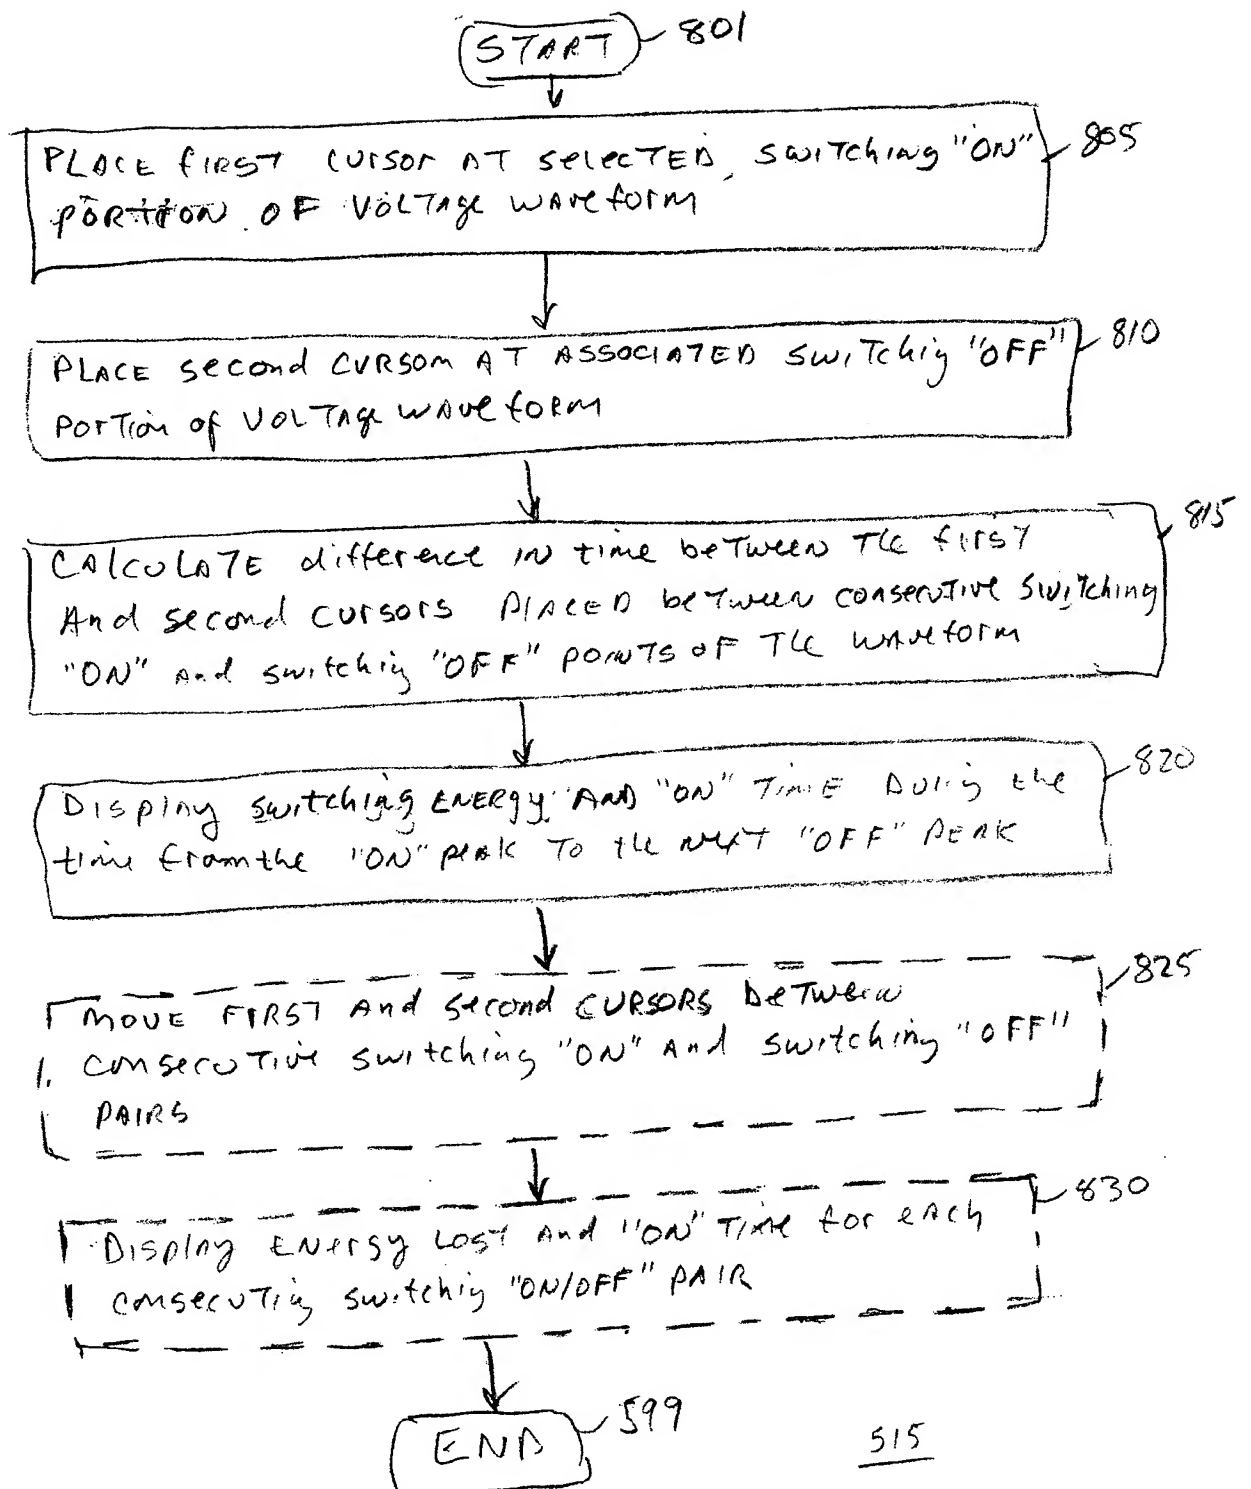 START 801
PLACE FIRST CURSOR AT SELECTED SWITCHING "ON" 805
PORTION OF VOLTAGE WAVEFORM
PLACE second CURSOR AT ASSOCIATED switching "OFF" 810
PORTION of VOLTAGE WAVEFORM
CALCULATE difference IN time beTween The first 815
And second cursors PLACED beTween consecutive switching
"ON" and switching "OFF" POINTS OF The waveform
Display switching ENERGY AND "ON" TIME During the 820
time from the "ON" peak To the next "OFF" PEAK
MOVE FIRST And second CURSORS beTween 825
consecuTive switching "ON" And switching "OFF"
PAIRS
Display ENergy LOST And "ON" TIME for each 830
consecuTing switching "ON/OFF" PAIR
END 599
515